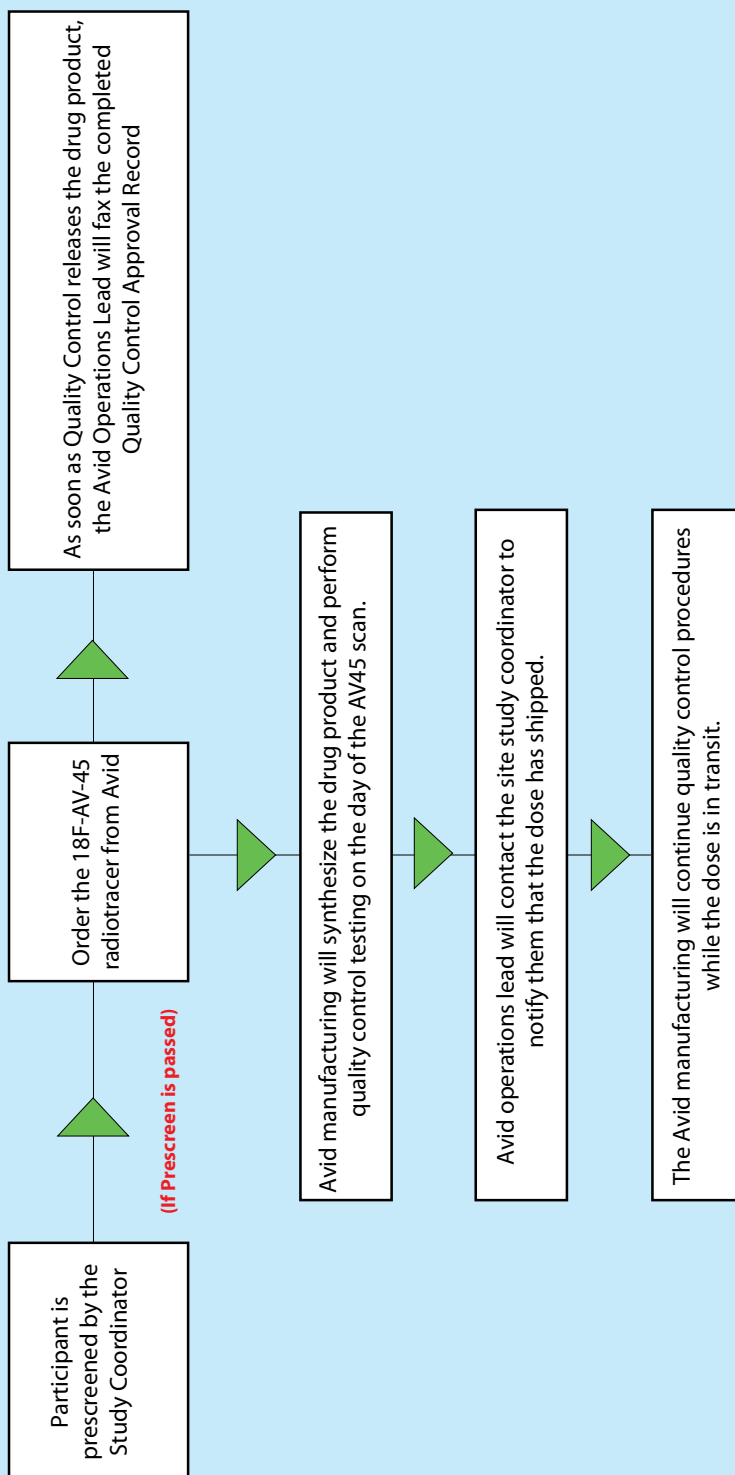 Participant is
prescreened by the
Study Coordinator
(If Prescreen is passed)
Order the 18F-AV-45
radiotracer from Avid
As soon as Quality Control releases the drug product,
the Avid Operations Lead will fax the completed
Quality Control Approval Record
Avid manufacturing will synthesize the drug product and perform
quality control testing on the day of the AV45 scan.
Avid operations lead will contact the site study coordinator to
notify them that the dose has shipped.
The Avid manufacturing will continue quality control procedures
while the dose is in transit.